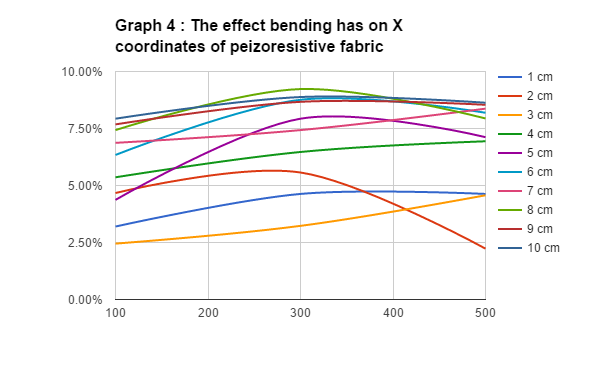 Graph 4 : The effect bending has on X
coordinates of peizoresistive fabric
10.00%
7.50%
5.00%
2.50%
0.00%
100 200 300 400 500
1 cm
2 cm
3 cm
4 cm
5 cm
6 cm
7 cm
8 cm
9 cm
10 cm